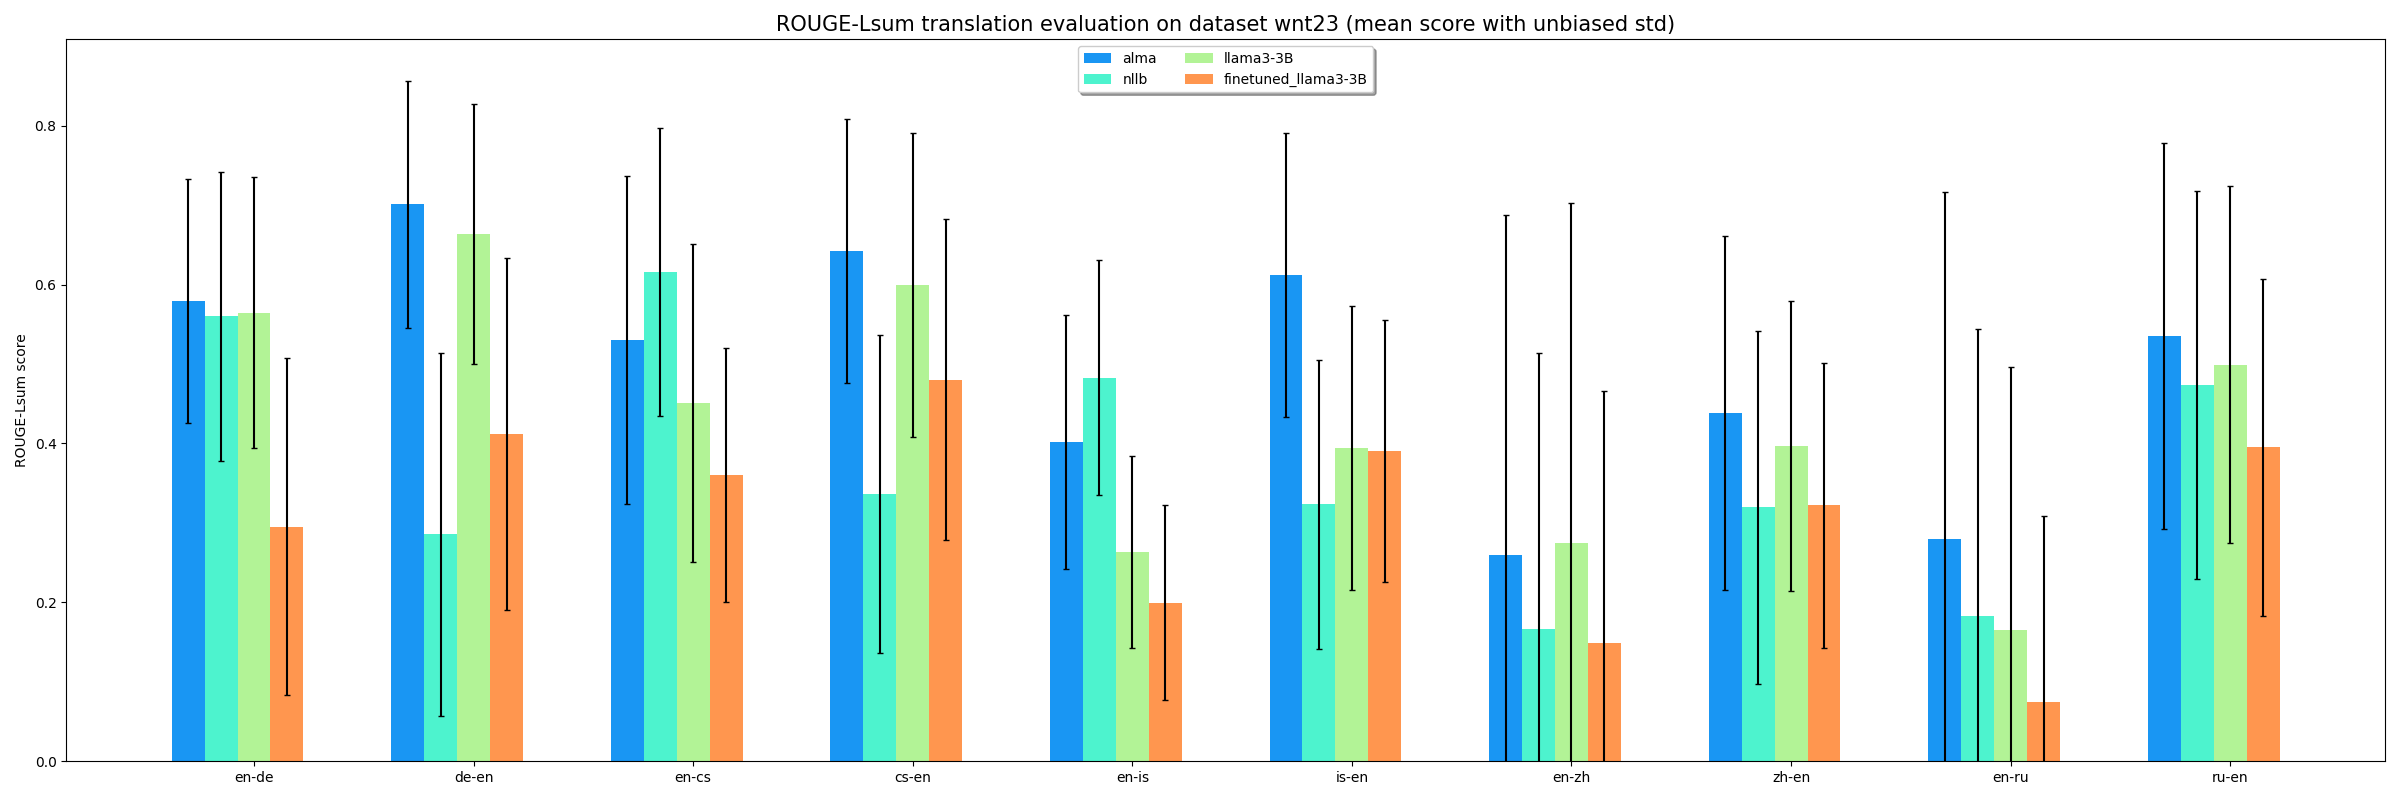 ROUGE-Lsum translation evaluation on dataset wnt23 (mean score with unbiased std)
alma
nllb
llama3-3B
finetuned_llama3-3B
ROUGE-Lsum score
0.8
0.6
0.4
0.2
0.0
en-de de-en en-cs cs-en en-is is-en en-zh zh-en en-ru ru-en